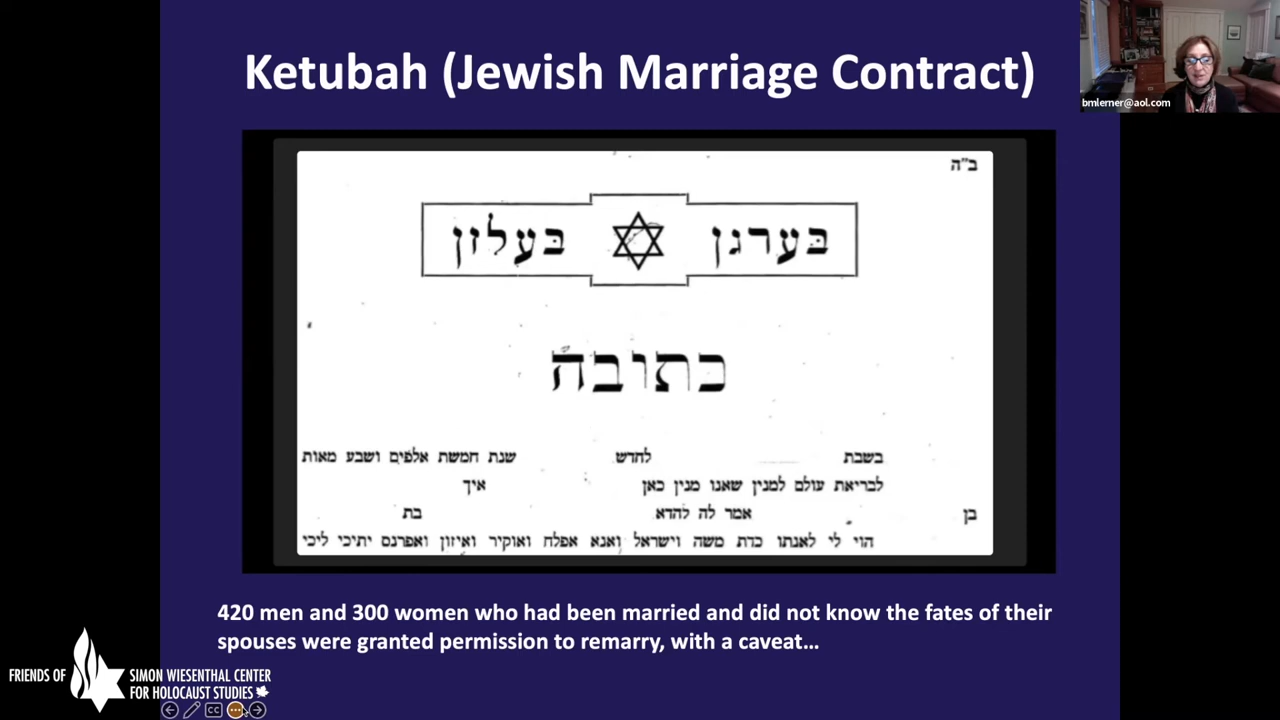 Ketubah (Jewish Marriage Contract)
bmlerner@aol.com
ב"ה
בערגן בעלזן
כתובה
בשבת לחדש שנת חמשת אלפים ושבע מאות
לבריאת עולם למנין שאנו מנין כאן איך
בן אמר לה להדא בת
הוי לי לאנתו כדת משה וישראל ואנא אפלח ואוקיר ואיזון ואפרנס יתיכי ליכי
420 men and 300 women who had been married and did not know the fates of their
spouses were granted permission to remarry, with a caveat…
FRIENDS OF
SIMON WIESENTHAL CENTER
FOR HOLOCAUST STUDIES
CC